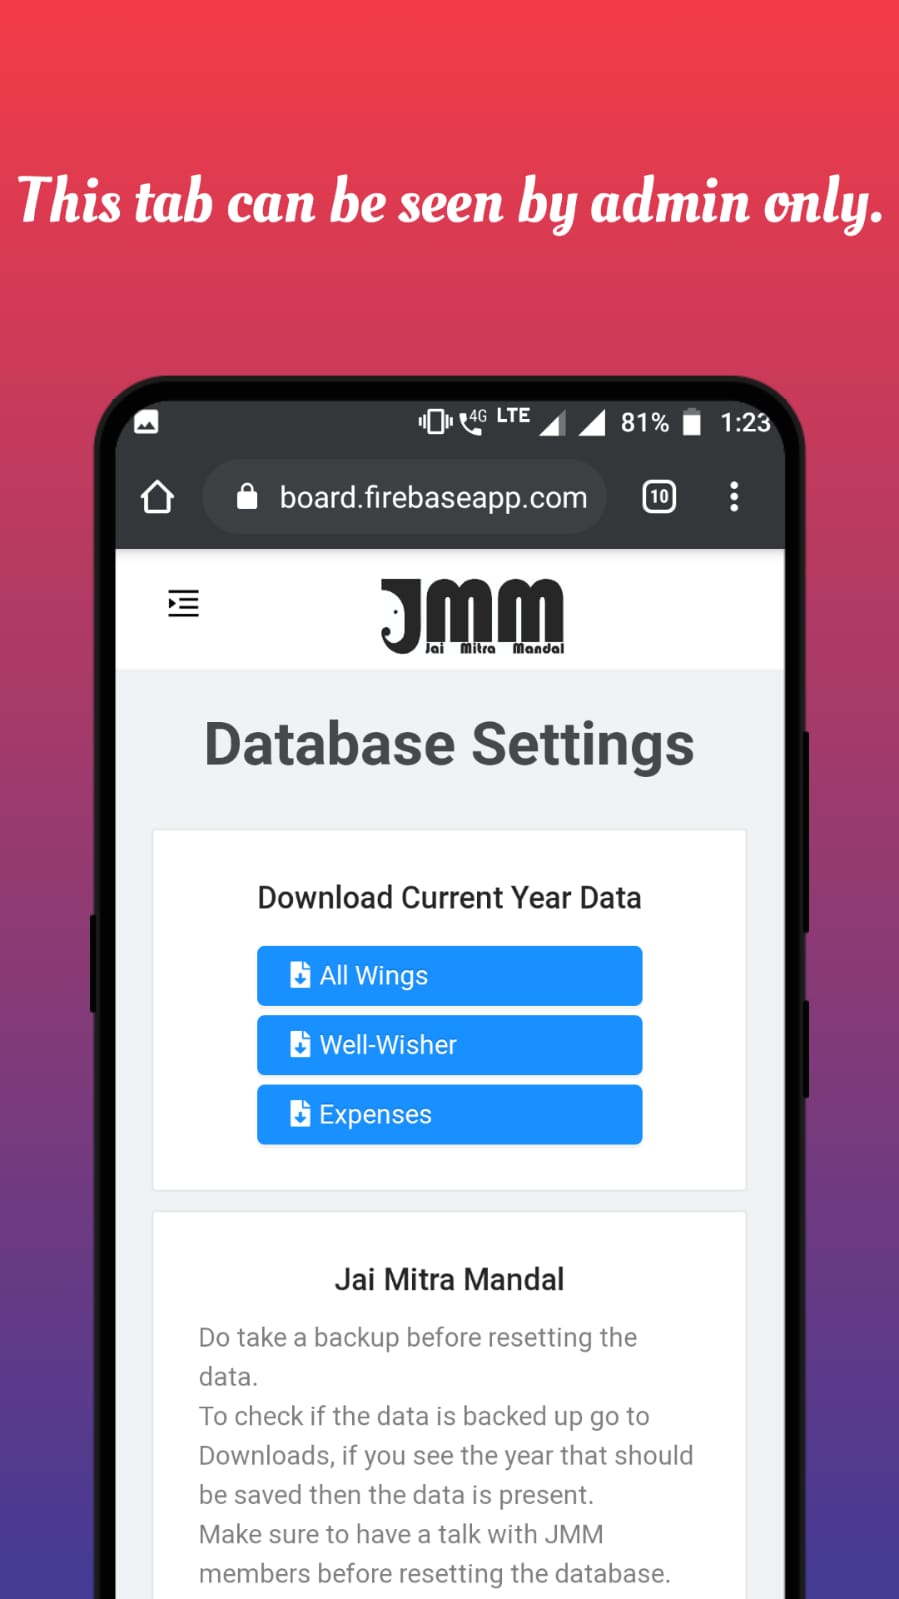 This tab can be seen by admin only.
4G LTE 81% 1:23
board.firebaseapp.com 10
JMM
Jai Mitra Mandal
Database Settings
Download Current Year Data
All Wings
Well-Wisher
Expenses
Jai Mitra Mandal
Do take a backup before resetting the
data.
To check if the data is backed up go to
Downloads, if you see the year that should
be saved then the data is present.
Make sure to have a talk with JMM
members before resetting the database.